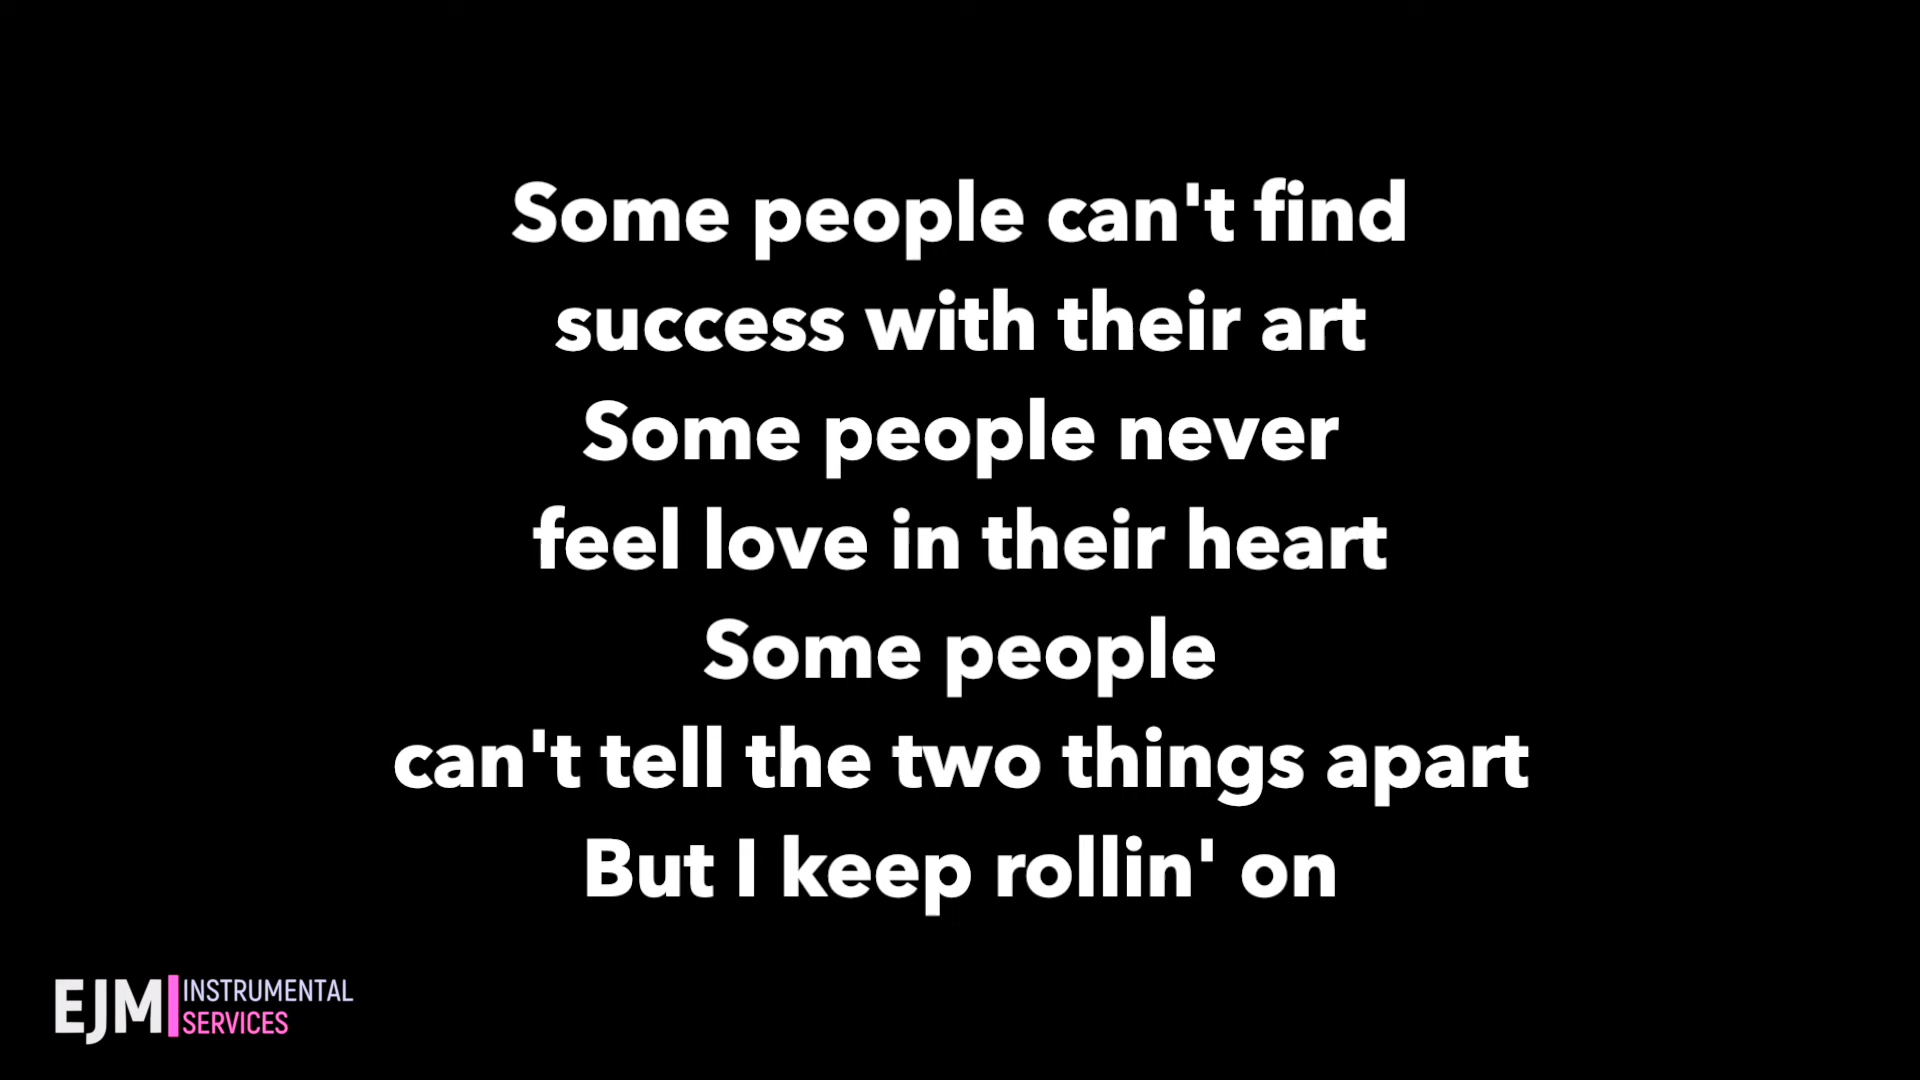 Some people can't find
success with their art
Some people never
feel love in their heart
Some people
can't tell the two things apart
But I keep rollin' on
EJM INSTRUMENTAL
SERVICES